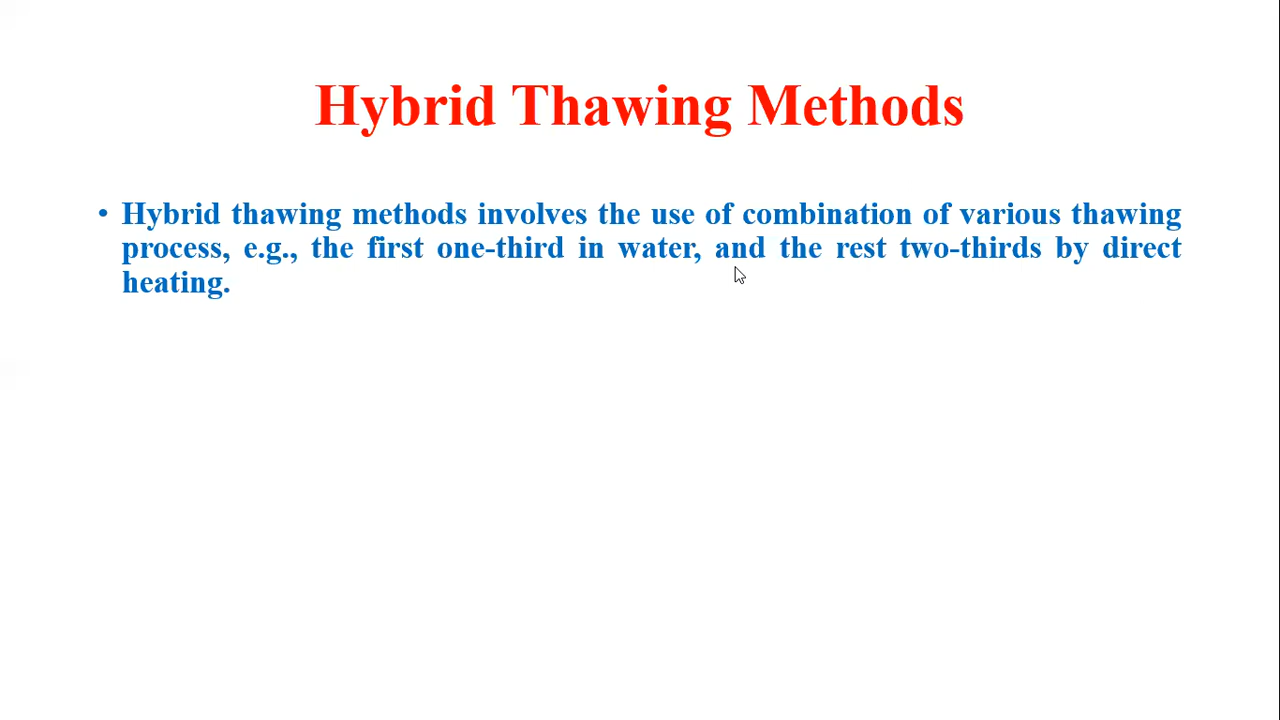 Hybrid Thawing Methods
• Hybrid thawing methods involves the use of combination of various thawing
process, e.g., the first one-third in water, and the rest two-thirds by direct
heating.